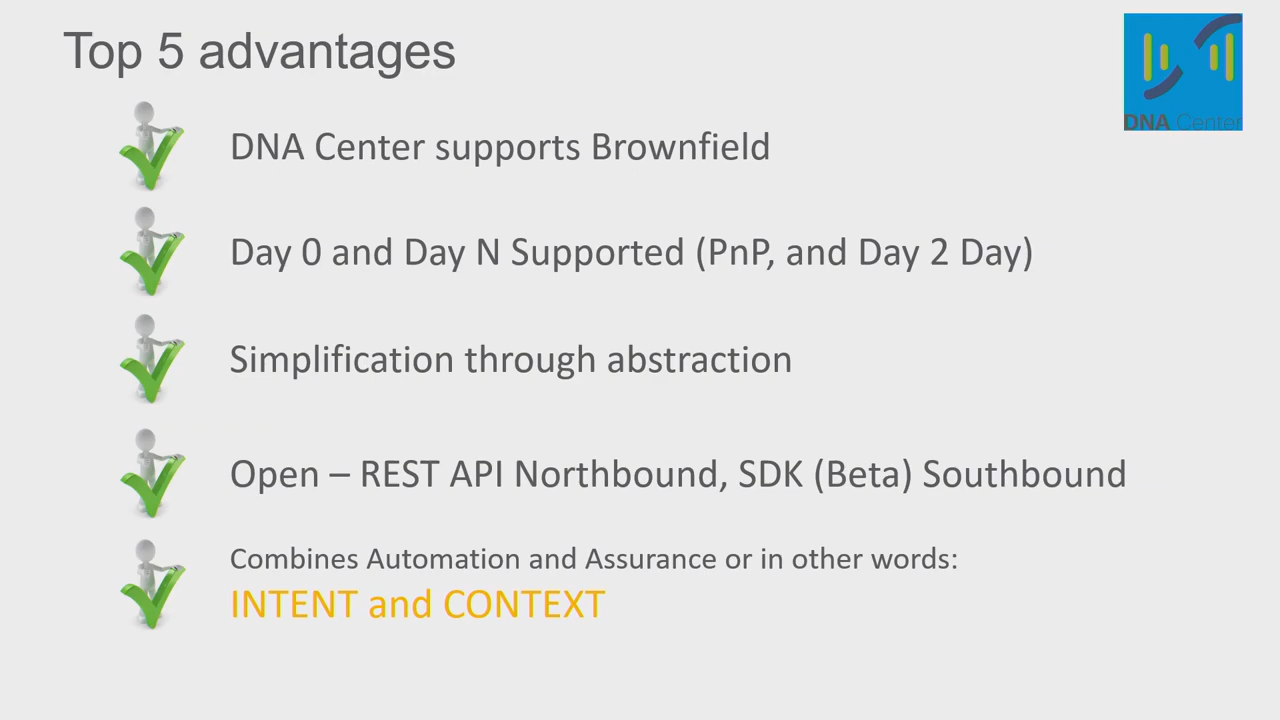 Top 5 advantages
DNA Center
DNA Center supports Brownfield
Day 0 and Day N Supported (PnP, and Day 2 Day)
Simplification through abstraction
Open – REST API Northbound, SDK (Beta) Southbound
Combines Automation and Assurance or in other words:
INTENT and CONTEXT